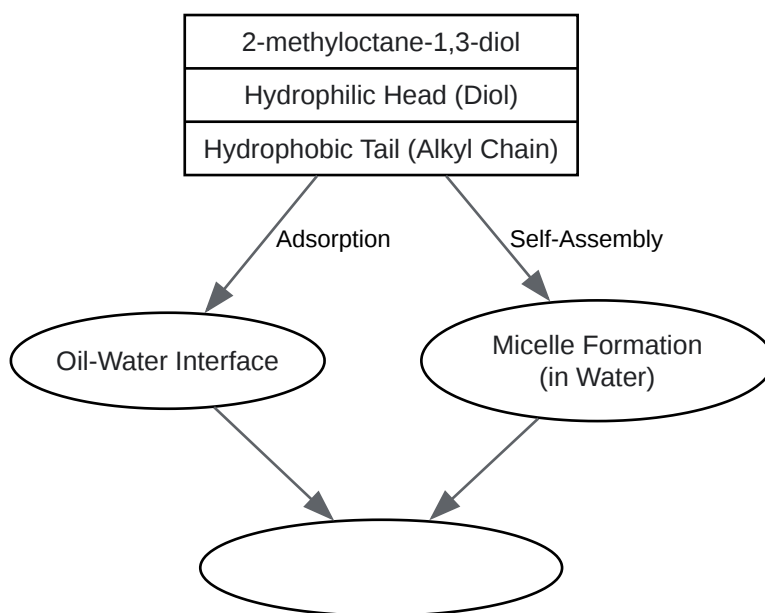 2-methyloctane-1,3-diol
Hydrophilic Head (Diol)
Hydrophobic Tail (Alkyl Chain)
Adsorption
Self-Assembly
Oil-Water Interface
Micelle Formation
(in Water)